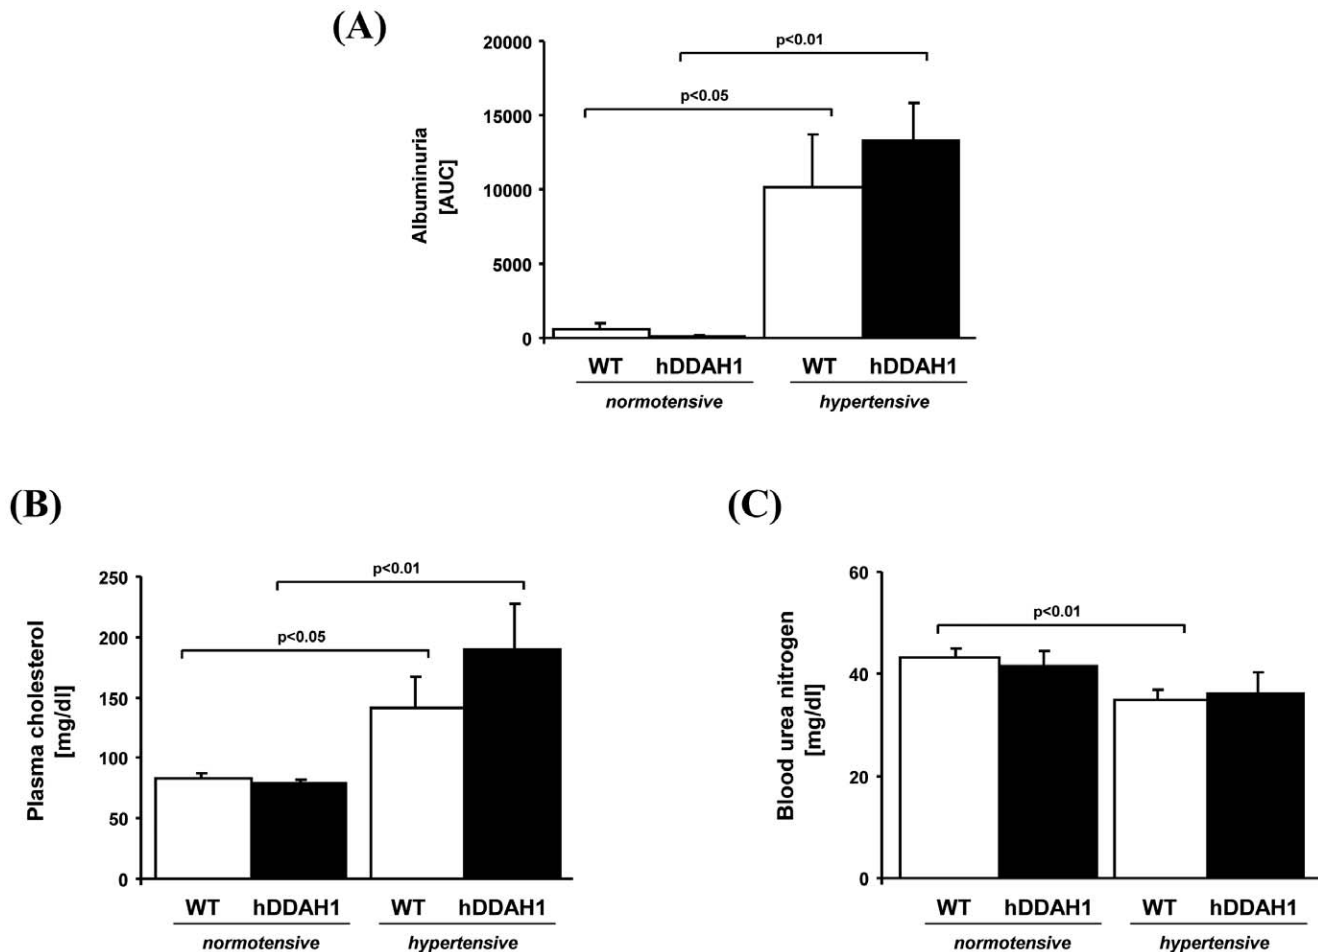 (A)
20000
15000
10000
5000
0
Albuminuria
[AUC]
p<0.01
p<0.05
WT hDDAH1 WT hDDAH1
normotensive hypertensive
(B)
250
200
150
100
50
0
Plasma cholesterol
[mg/dl]
p<0.01
p<0.05
WT hDDAH1 WT hDDAH1
normotensive hypertensive
(C)
60
40
20
0
Blood urea nitrogen
[mg/dl]
p<0.01
WT hDDAH1 WT hDDAH1
normotensive hypertensive